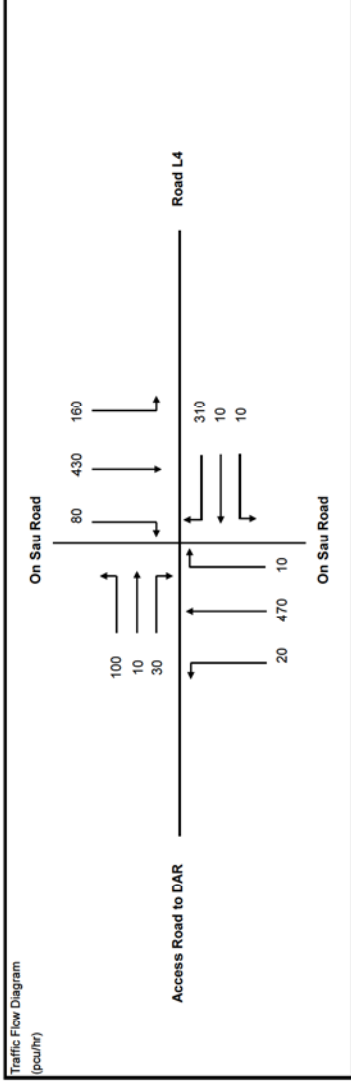 Traffic Flow Diagram
(pcu/hr)
On Sau Road
80 430 160
100
10
30
Access Road to DAR
Road L4
310
10
10
20 470 10
On Sau Road